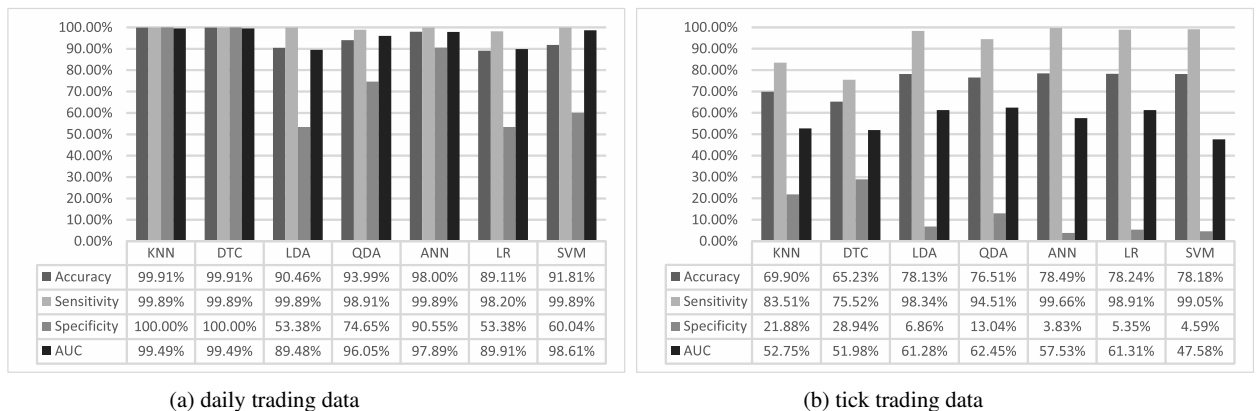 100.00%
90.00%
80.00%
70.00%
60.00%
50.00%
40.00%
30.00%
20.00%
10.00%
0.00%
KNN DTC LDA QDA ANN LR SVM
Accuracy 99.91% 99.91% 90.46% 93.99% 98.00% 89.11% 91.81%
Sensitivity 99.89% 99.89% 99.89% 98.91% 99.89% 98.20% 99.89%
Specificity 100.00% 100.00% 53.38% 74.65% 90.55% 53.38% 60.04%
AUC 99.49% 99.49% 89.48% 96.05% 97.89% 89.91% 98.61%
(a) daily trading data
100.00%
90.00%
80.00%
70.00%
60.00%
50.00%
40.00%
30.00%
20.00%
10.00%
0.00%
KNN DTC LDA QDA ANN LR SVM
Accuracy 69.90% 65.23% 78.13% 76.51% 78.49% 78.24% 78.18%
Sensitivity 83.51% 75.52% 98.34% 94.51% 99.66% 98.91% 99.05%
Specificity 21.88% 28.94% 6.86% 13.04% 3.83% 5.35% 4.59%
AUC 52.75% 51.98% 61.28% 62.45% 57.53% 61.31% 47.58%
(b) tick trading data